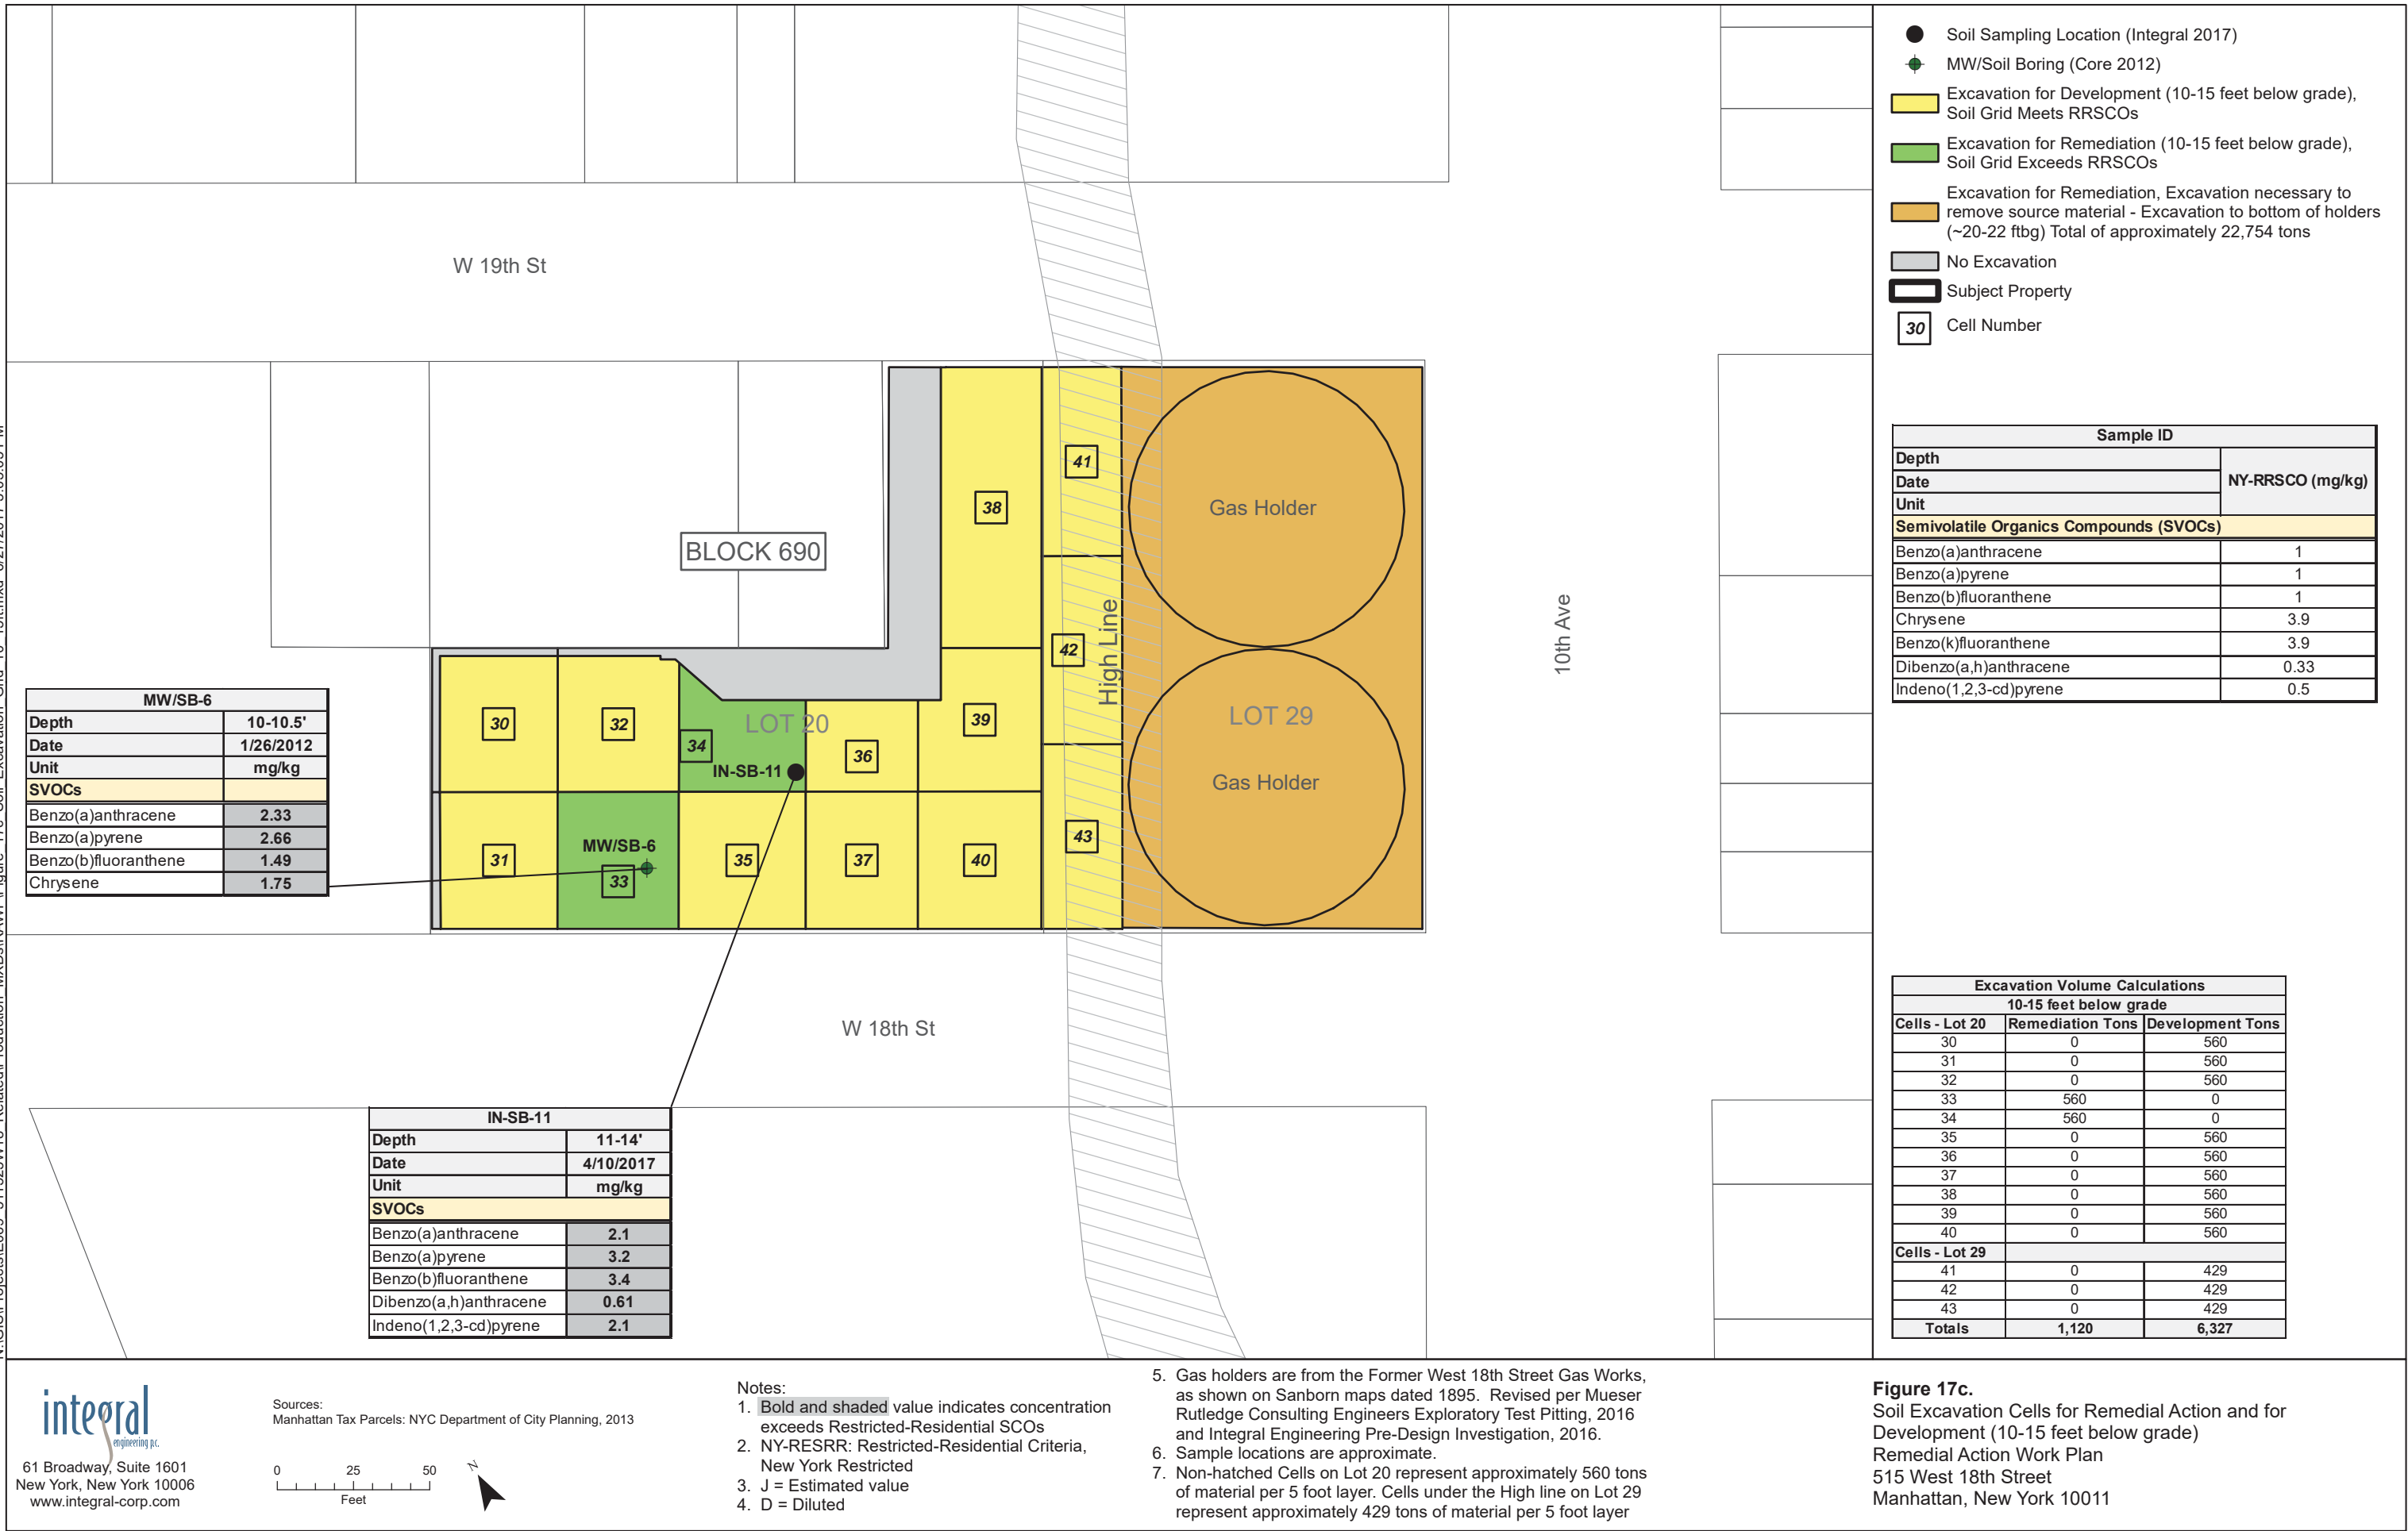 W 19th St
BLOCK 690
LOT 20
LOT 29
Gas Holder
Gas Holder
High Line
10th Ave
W 18th St
30
31
32
33
34
35
36
37
38
39
40
41
42
43
MW/SB-6
IN-SB-11
MW/SB-6
Depth 10-10.5'
Date 1/26/2012
Unit mg/kg
SVOCs
Benzo(a)anthracene 2.33
Benzo(a)pyrene 2.66
Benzo(b)fluoranthene 1.49
Chrysene 1.75
IN-SB-11
Depth 11-14'
Date 4/10/2017
Unit mg/kg
SVOCs
Benzo(a)anthracene 2.1
Benzo(a)pyrene 3.2
Benzo(b)fluoranthene 3.4
Dibenzo(a,h)anthracene 0.61
Indeno(1,2,3-cd)pyrene 2.1
Soil Sampling Location (Integral 2017)
MW/Soil Boring (Core 2012)
Excavation for Development (10-15 feet below grade),
Soil Grid Meets RRSCOs
Excavation for Remediation (10-15 feet below grade),
Soil Grid Exceeds RRSCOs
Excavation for Remediation, Excavation necessary to
remove source material - Excavation to bottom of holders
(~20-22 ftbg) Total of approximately 22,754 tons
No Excavation
Subject Property
30 Cell Number
Sample ID
Depth
Date
Unit
NY-RRSCO (mg/kg)
Semivolatile Organics Compounds (SVOCs)
Benzo(a)anthracene 1
Benzo(a)pyrene 1
Benzo(b)fluoranthene 1
Chrysene 3.9
Benzo(k)fluoranthene 3.9
Dibenzo(a,h)anthracene 0.33
Indeno(1,2,3-cd)pyrene 0.5
Excavation Volume Calculations
10-15 feet below grade
Cells - Lot 20 Remediation Tons Development Tons
30 0 560
31 0 560
32 0 560
33 560 0
34 560 0
35 0 560
36 0 560
37 0 560
38 0 560
39 0 560
40 0 560
Cells - Lot 29
41 0 429
42 0 429
43 0 429
Totals 1,120 6,327
integral
engineering p.c.
61 Broadway, Suite 1601
New York, New York 10006
www.integral-corp.com
Sources:
Manhattan Tax Parcels: NYC Department of City Planning, 2013
0 25 50
Feet
N
Notes:
1. Bold and shaded value indicates concentration
exceeds Restricted-Residential SCOs
2. NY-RESRR: Restricted-Residential Criteria,
New York Restricted
3. J = Estimated value
4. D = Diluted
5. Gas holders are from the Former West 18th Street Gas Works,
as shown on Sanborn maps dated 1895. Revised per Mueser
Rutledge Consulting Engineers Exploratory Test Pitting, 2016
and Integral Engineering Pre-Design Investigation, 2016.
6. Sample locations are approximate.
7. Non-hatched Cells on Lot 20 represent approximately 560 tons
of material per 5 foot layer. Cells under the High line on Lot 29
represent approximately 429 tons of material per 5 foot layer
Figure 17c.
Soil Excavation Cells for Remedial Action and for
Development (10-15 feet below grade)
Remedial Action Work Plan
515 West 18th Street
Manhattan, New York 10011